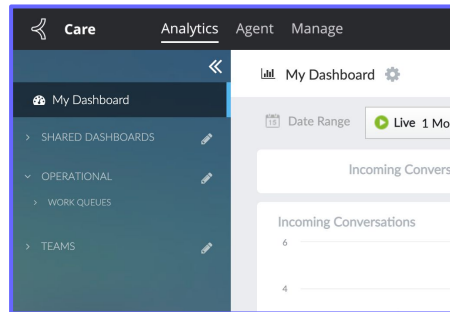 Care Analytics Agent Manage
My Dashboard
SHARED DASHBOARDS
OPERATIONAL
WORK QUEUES
TEAMS
My Dashboard
15 Date Range Live 1 Mo
Incoming Convers
Incoming Conversations
6
4